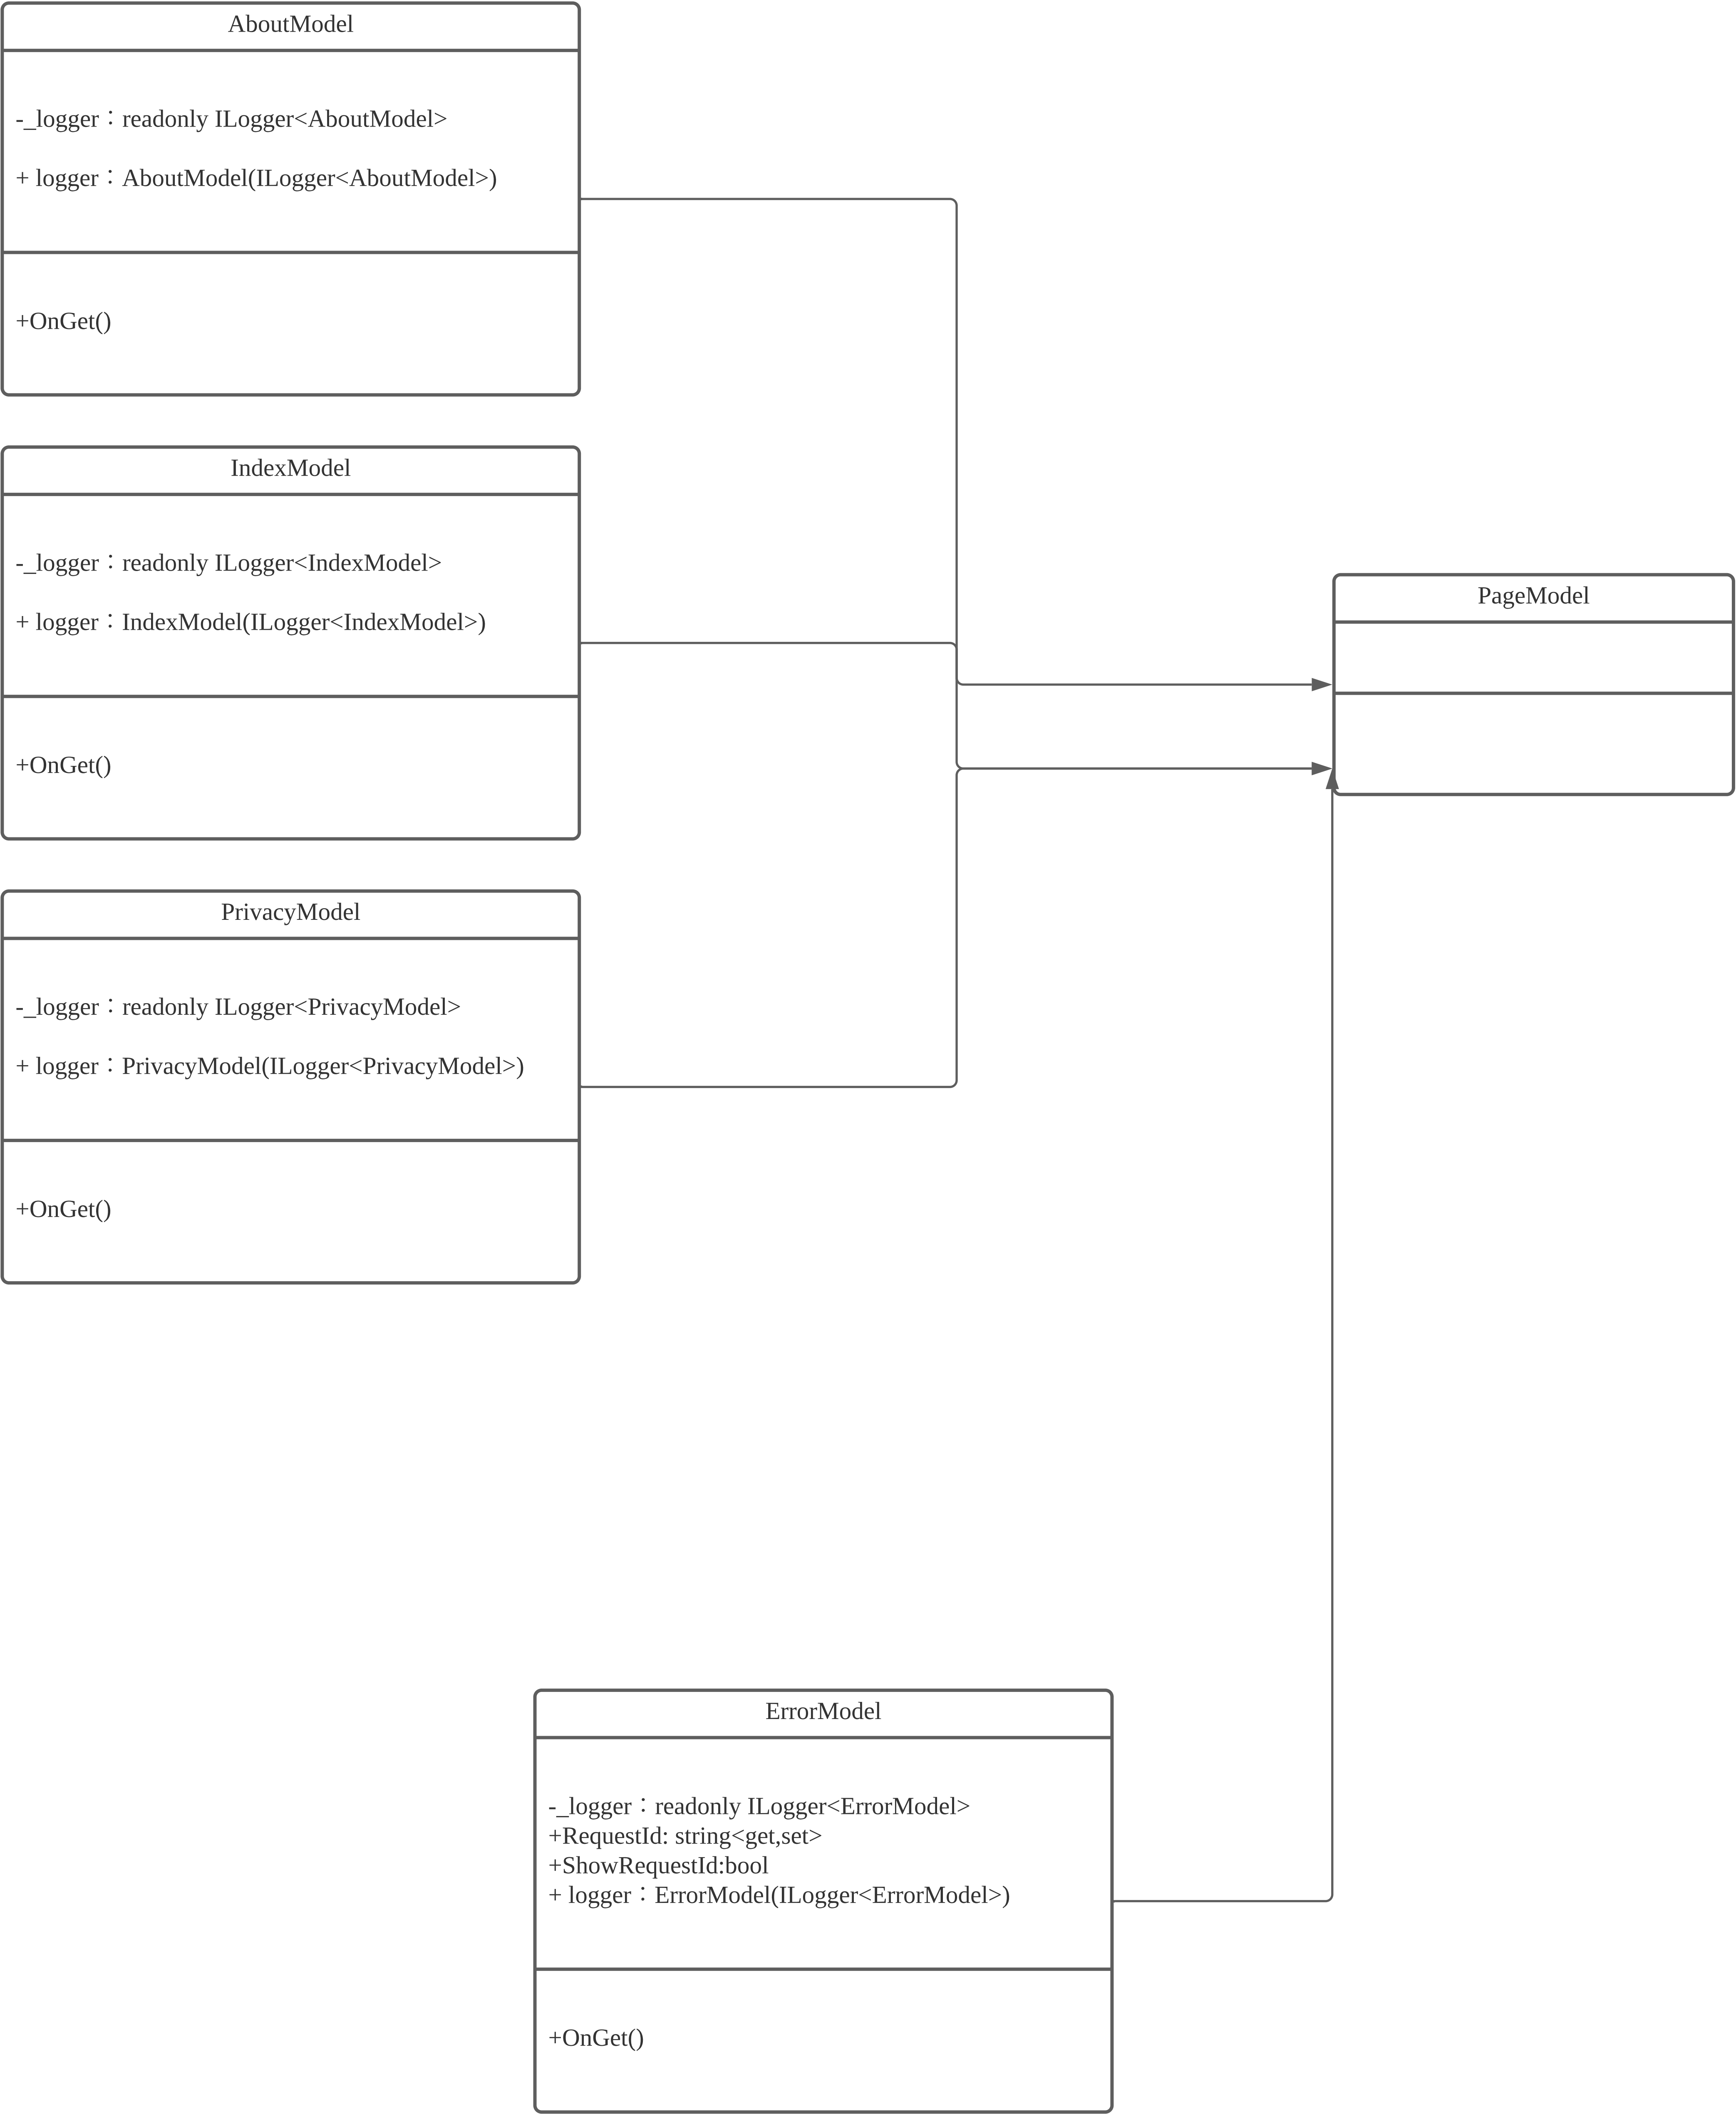 AboutModel
-_logger：readonly ILogger<AboutModel>
+ logger：AboutModel(ILogger<AboutModel>)
+OnGet()
IndexModel
-_logger：readonly ILogger<IndexModel>
+ logger：IndexModel(ILogger<IndexModel>)
+OnGet()
PageModel
PrivacyModel
-_logger：readonly ILogger<PrivacyModel>
+ logger：PrivacyModel(ILogger<PrivacyModel>)
+OnGet()
ErrorModel
-_logger：readonly ILogger<ErrorModel>
+RequestId: string<get,set>
+ShowRequestId:bool
+ logger：ErrorModel(ILogger<ErrorModel>)
+OnGet()